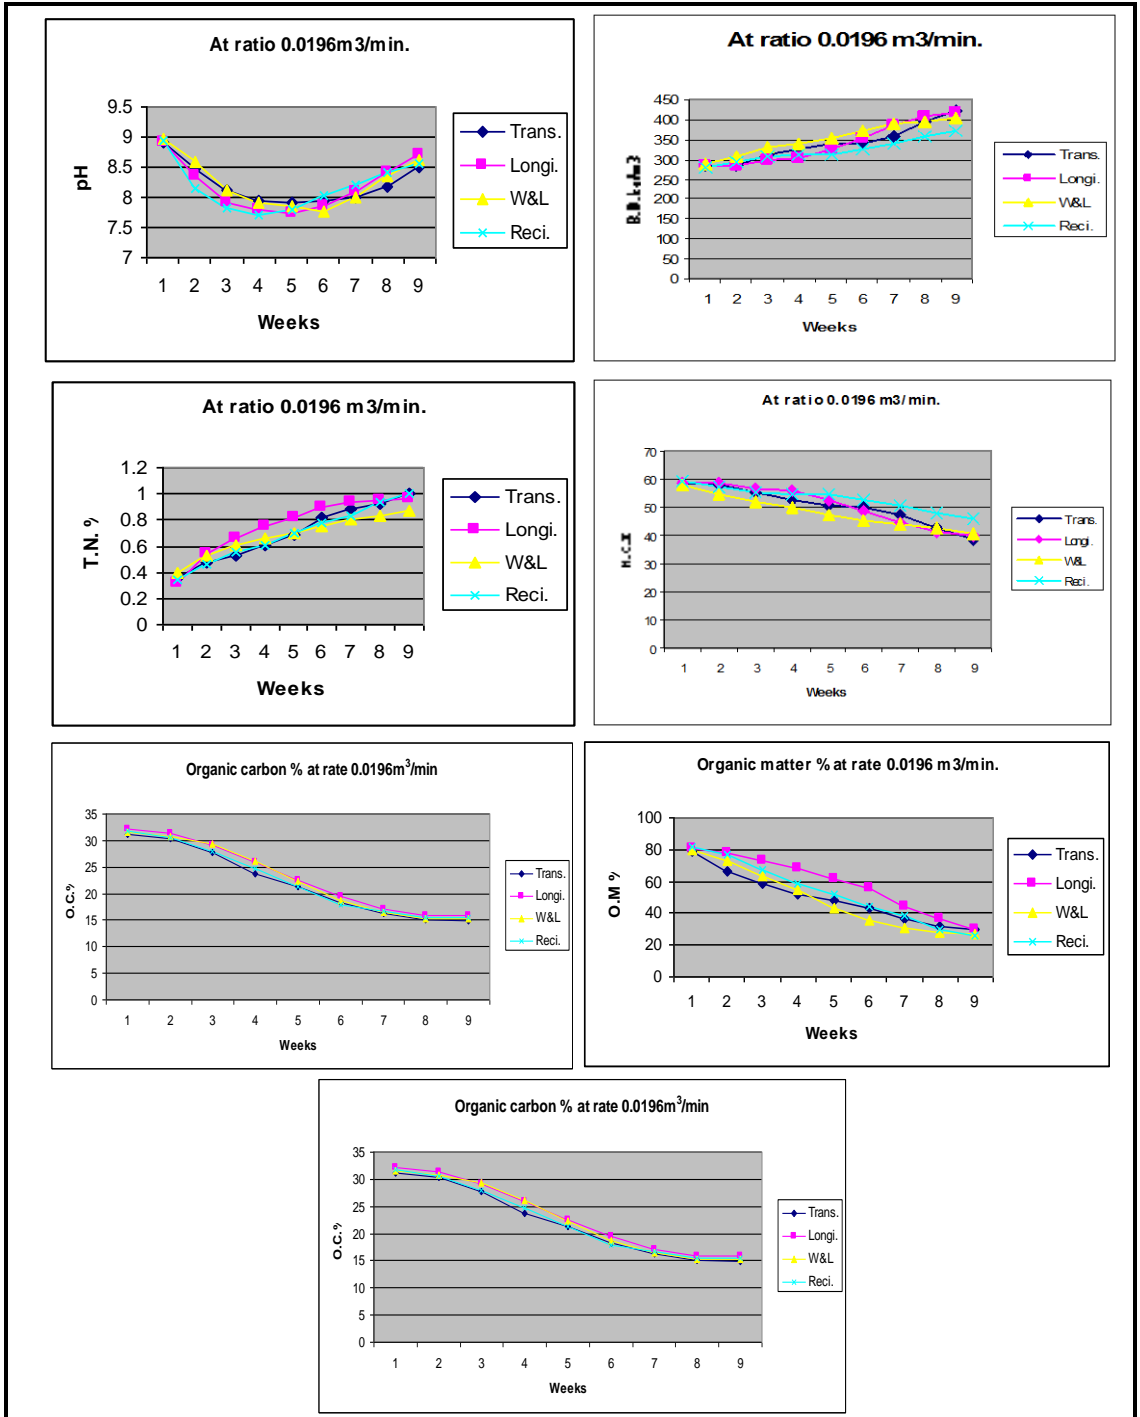 At ratio 0.0196m3/min.
9.5
9
8.5
8
7.5
7
pH
1 2 3 4 5 6 7 8 9
Weeks
Trans.
Longi.
W&L
Reci.
At ratio 0.0196 m3/min.
450
400
350
300
250
200
150
100
50
0
1 2 3 4 5 6 7 8 9
Weeks
Trans.
Longi.
W&L
Reci.
At ratio 0.0196 m3/min.
1.2
1
0.8
0.6
0.4
0.2
0
T.N. %
1 2 3 4 5 6 7 8 9
Weeks
Trans.
Longi.
W&L
Reci.
At ratio 0.0196 m3/min.
70
60
50
40
30
20
10
0
1 2 3 4 5 6 7 8 9
Weeks
Trans.
Longi.
W&L
Reci.
Organic carbon % at rate 0.0196m³/min
35
30
25
20
15
10
5
0
O.C.%
1 2 3 4 5 6 7 8 9
Weeks
Trans.
Longi.
W&L
Reci.
Organic matter % at rate 0.0196 m3/min.
100
80
60
40
20
0
O.M %
1 2 3 4 5 6 7 8 9
Weeks
Trans.
Longi.
W&L
Reci.
Organic carbon % at rate 0.0196m³/min
35
30
25
20
15
10
5
0
O.C.%
1 2 3 4 5 6 7 8 9
Weeks
Trans.
Longi.
W&L
Reci.